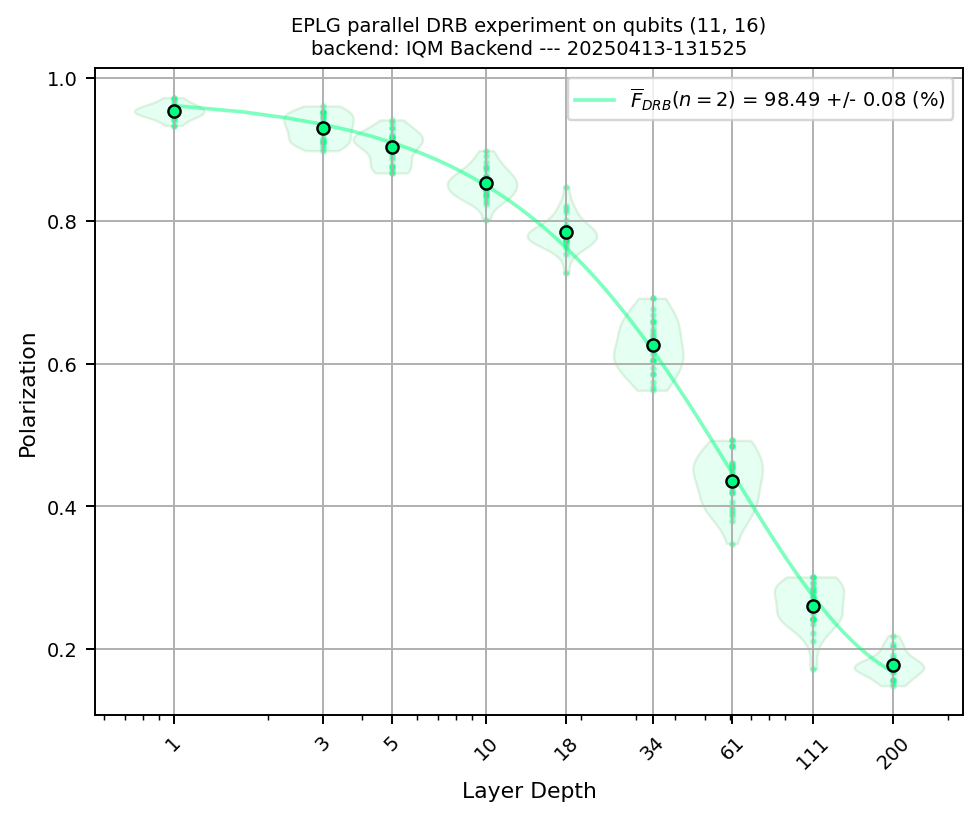 EPLG parallel DRB experiment on qubits (11, 16)
backend: IQM Backend --- 20250413-131525
F̅_DRB(n = 2) = 98.49 +/- 0.08 (%)
Polarization
1.0
0.8
0.6
0.4
0.2
1 3 5 10 18 34 61 111 200
Layer Depth